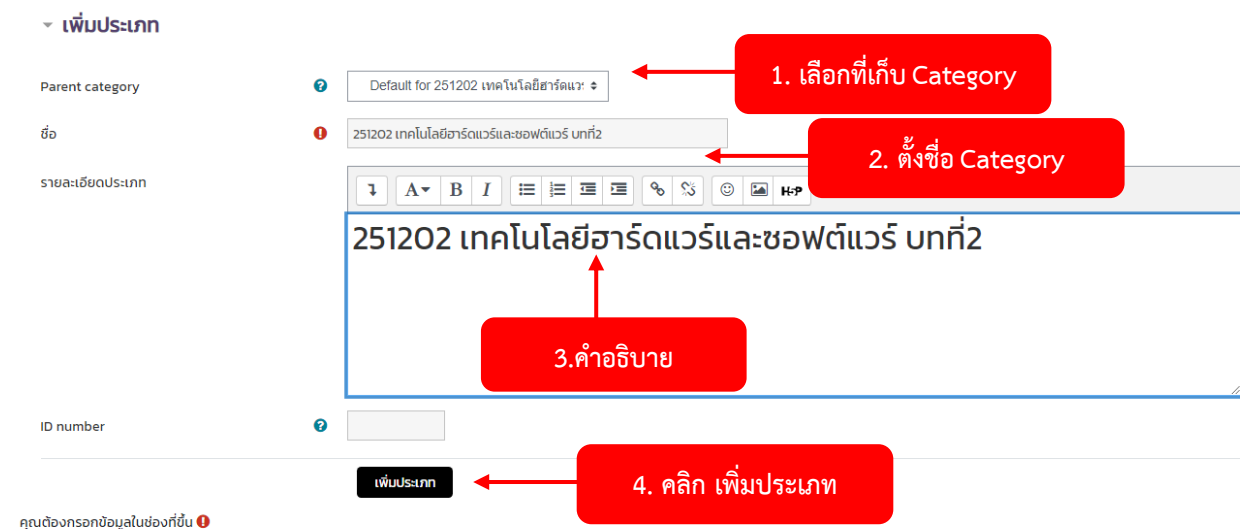 เพิ่มประเภท
Parent category
Default for 251202 เทคโนโลยีฮาร์ดแวร
1. เลือกที่เก็บ Category
ชื่อ
251202 เทคโนโลยีฮาร์ดแวร์และซอฟต์แวร์ บทที่2
2. ตั้งชื่อ Category
รายละเอียดประเภท
A B I H-P
251202 เทคโนโลยีฮาร์ดแวร์และซอฟต์แวร์ บทที่2
3.คำอธิบาย
ID number
เพิ่มประเภท
4. คลิก เพิ่มประเภท
คุณต้องกรอกข้อมูลในช่องที่ขึ้น